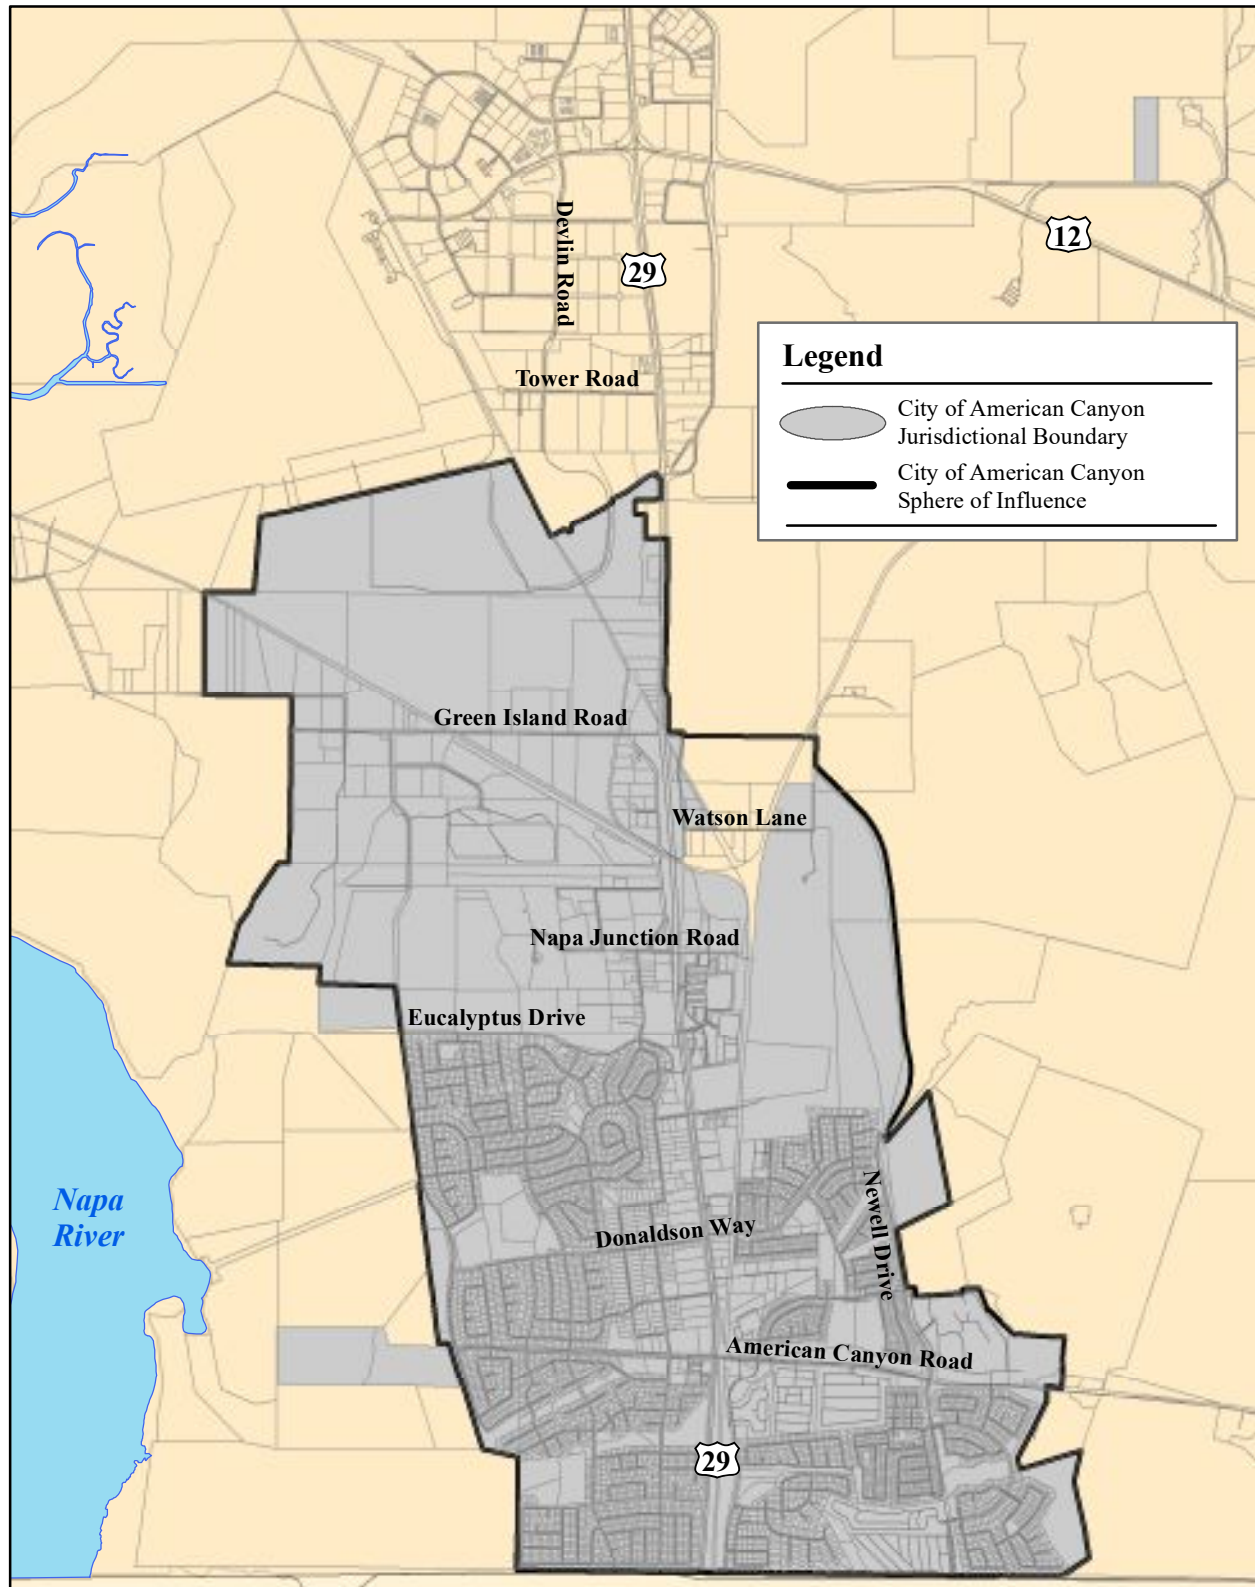 Devlin Road
29
12
Legend
City of American Canyon
Jurisdictional Boundary
City of American Canyon
Sphere of Influence
Tower Road
Green Island Road
Watson Lane
Napa Junction Road
Eucalyptus Drive
Napa
River
Donaldson Way
Newell Drive
American Canyon Road
29